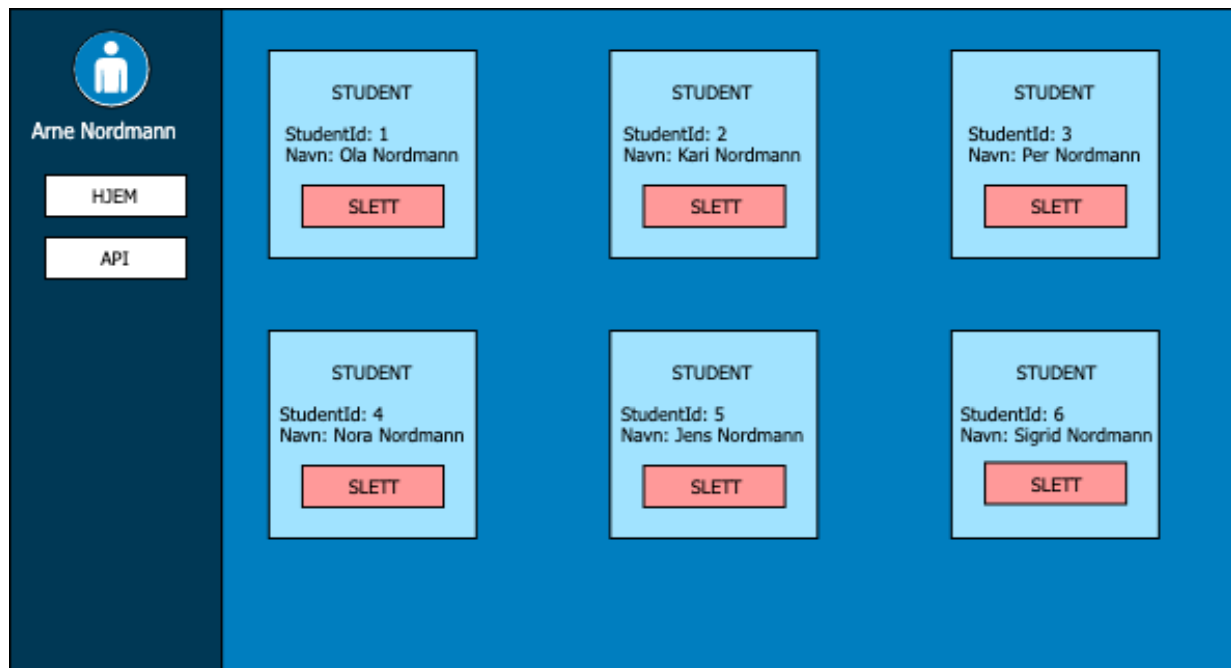 Arne Nordmann
HJEM
API
STUDENT
StudentId: 1
Navn: Ola Nordmann
SLETT
STUDENT
StudentId: 2
Navn: Kari Nordmann
SLETT
STUDENT
StudentId: 3
Navn: Per Nordmann
SLETT
STUDENT
StudentId: 4
Navn: Nora Nordmann
SLETT
STUDENT
StudentId: 5
Navn: Jens Nordmann
SLETT
STUDENT
StudentId: 6
Navn: Sigrid Nordmann
SLETT